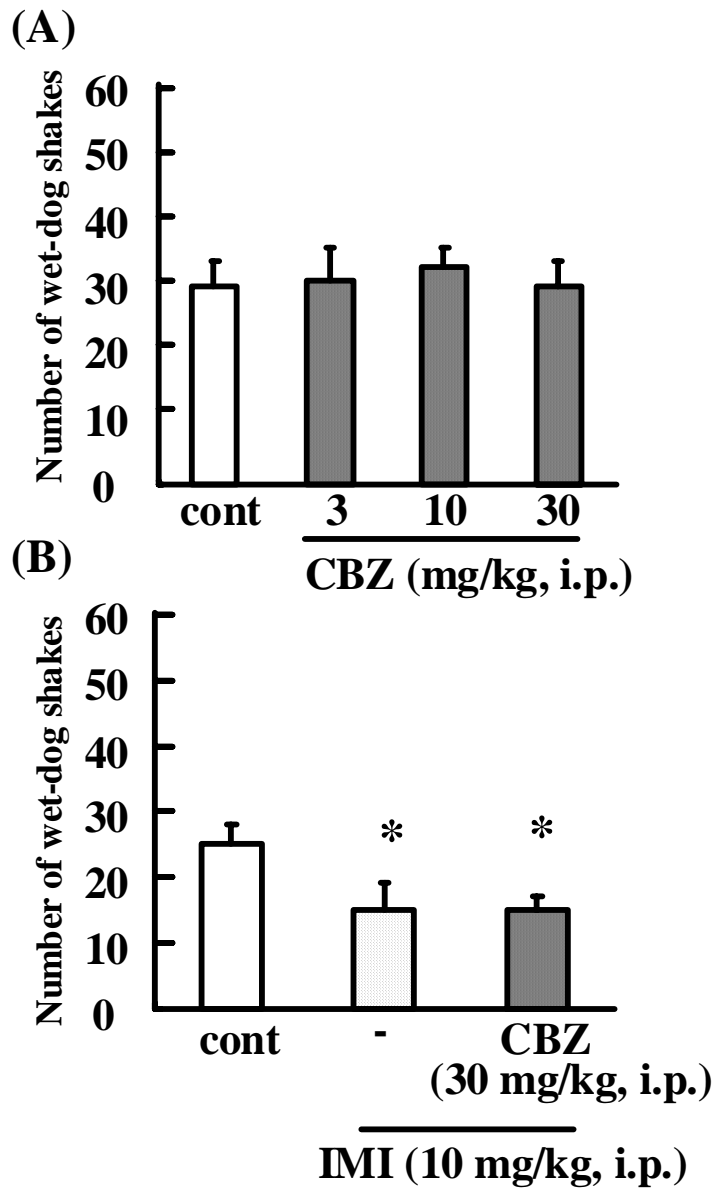 (A)
Number of wet-dog shakes
60
50
40
30
20
10
0
cont 3 10 30
CBZ (mg/kg, i.p.)
(B)
Number of wet-dog shakes
60
50
40
30
20
10
0
* *
cont - CBZ
(30 mg/kg, i.p.)
IMI (10 mg/kg, i.p.)